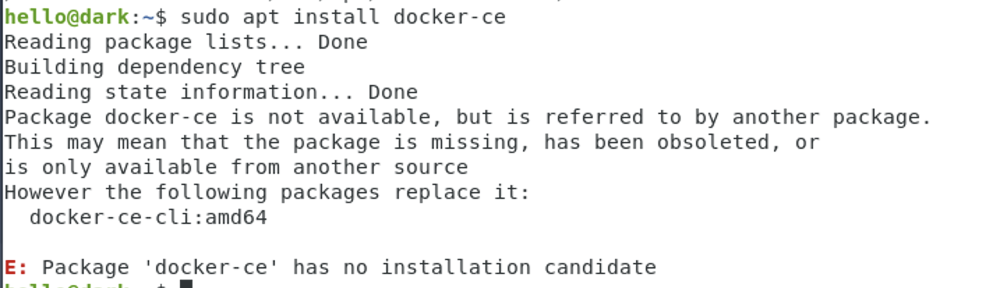 hello@dark:~$ sudo apt install docker-ce
Reading package lists... Done
Building dependency tree
Reading state information... Done
Package docker-ce is not available, but is referred to by another package.
This may mean that the package is missing, has been obsoleted, or
is only available from another source
However the following packages replace it:
  docker-ce-cli:amd64

E: Package 'docker-ce' has no installation candidate